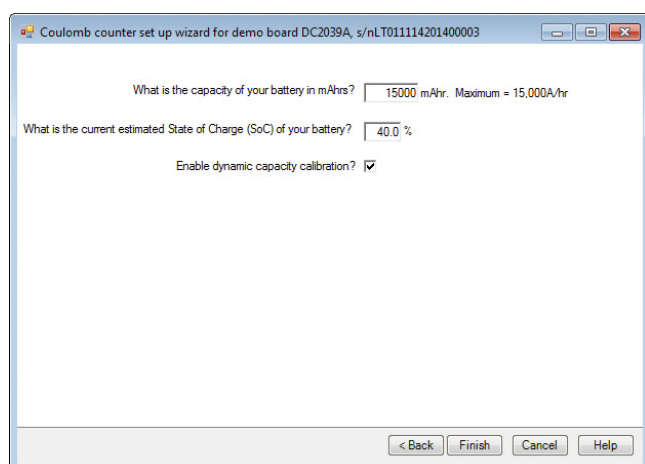 Coulomb counter set up wizard for demo board DC2039A, s/nLT011114201400003
What is the capacity of your battery in mAhrs? 15000 mAhr. Maximum = 15,000A/hr
What is the current estimated State of Charge (SoC) of your battery? 40.0 %
Enable dynamic capacity calibration?
< Back Finish Cancel Help